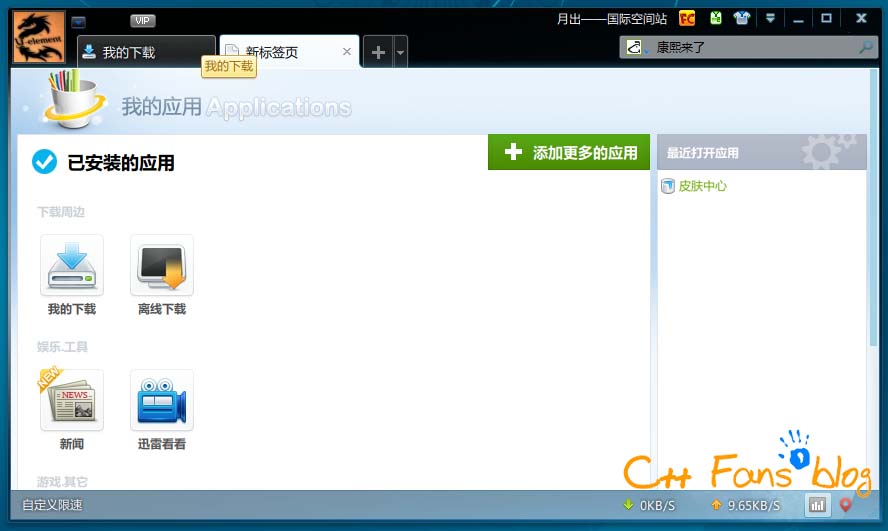 LJ-element
VIP
月出——国际空间站
FC
我的下载
新标签页
康熙来了
我的下载
我的应用 Applications
已安装的应用
添加更多的应用
最近打开应用
皮肤中心
下载周边
我的下载
离线下载
娱乐.工具
NEW
NEWS
新闻
迅雷看看
游戏.其它
C++ Fans blog
自定义限速
0KB/S
9.65KB/S